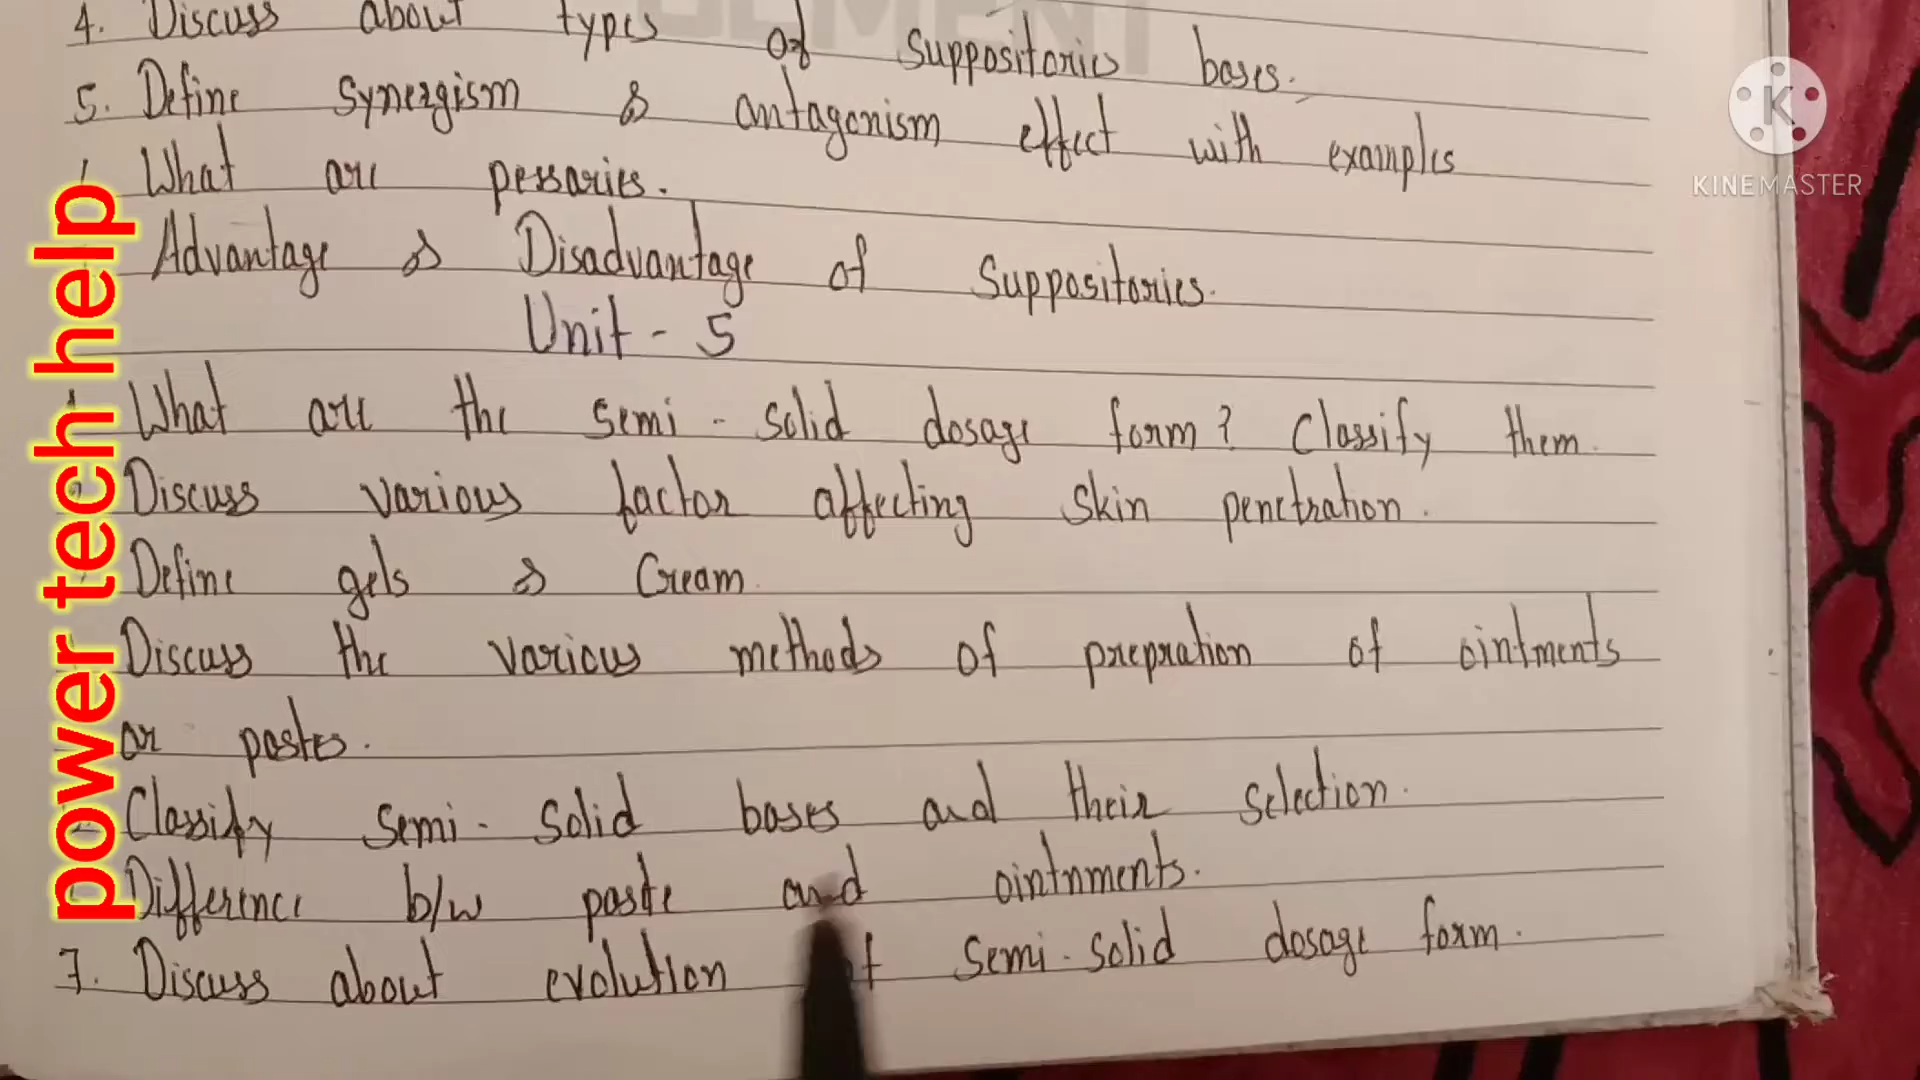 4. Discuss about types of suppositories bases.
5. Define synergism & antagonism effect with examples
What are pessaries.
Advantage & Disadvantage of Suppositories.
Unit - 5
What are the semi - solid dosage form? Classify them.
Discuss various factor affecting skin penetration.
Define gels & Cream
Discuss the various methods of prepration of ointments
or pastes.
Classify semi - solid bases and their selection.
Difference b/w paste and ointnments.
7. Discuss about evolution of semi - solid dosage form.
power tech help
K
KINEMASTER